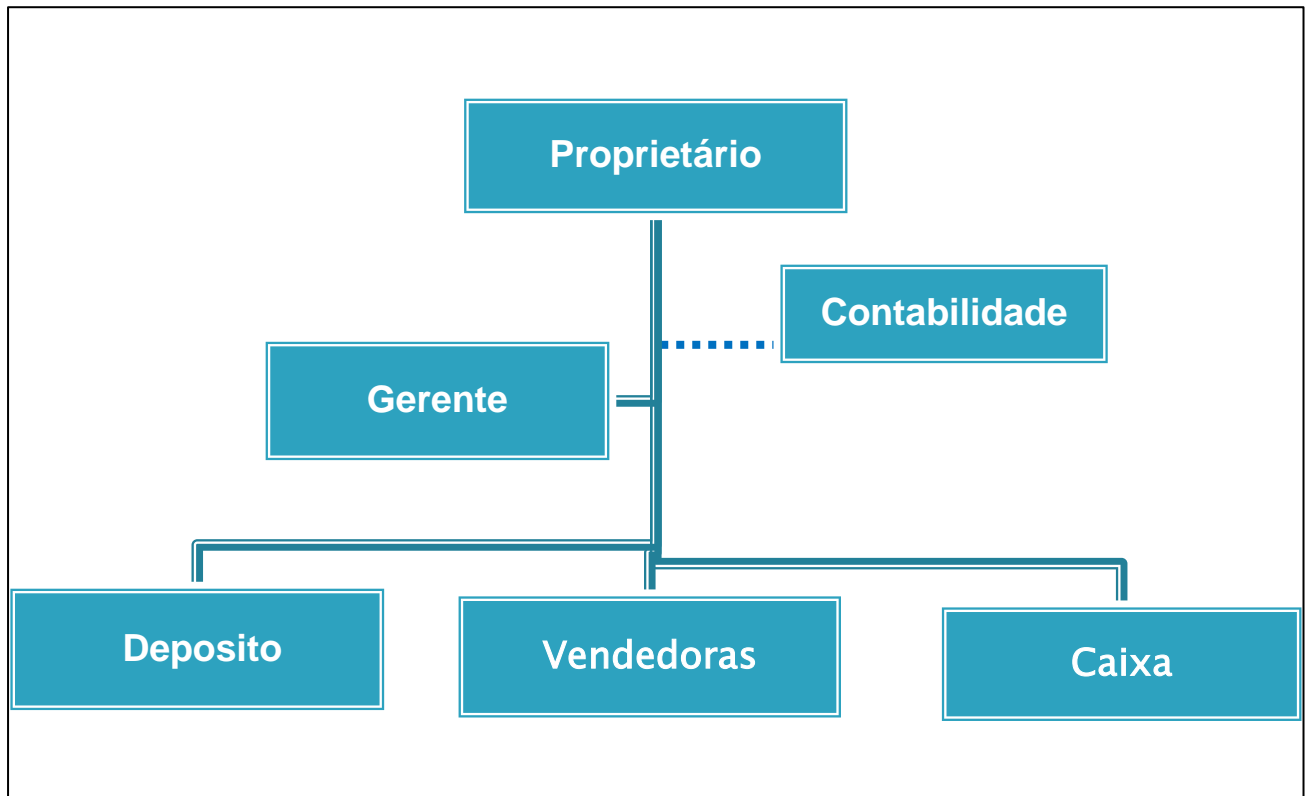 Proprietário
Contabilidade
Gerente
Deposito
Vendedoras
Caixa